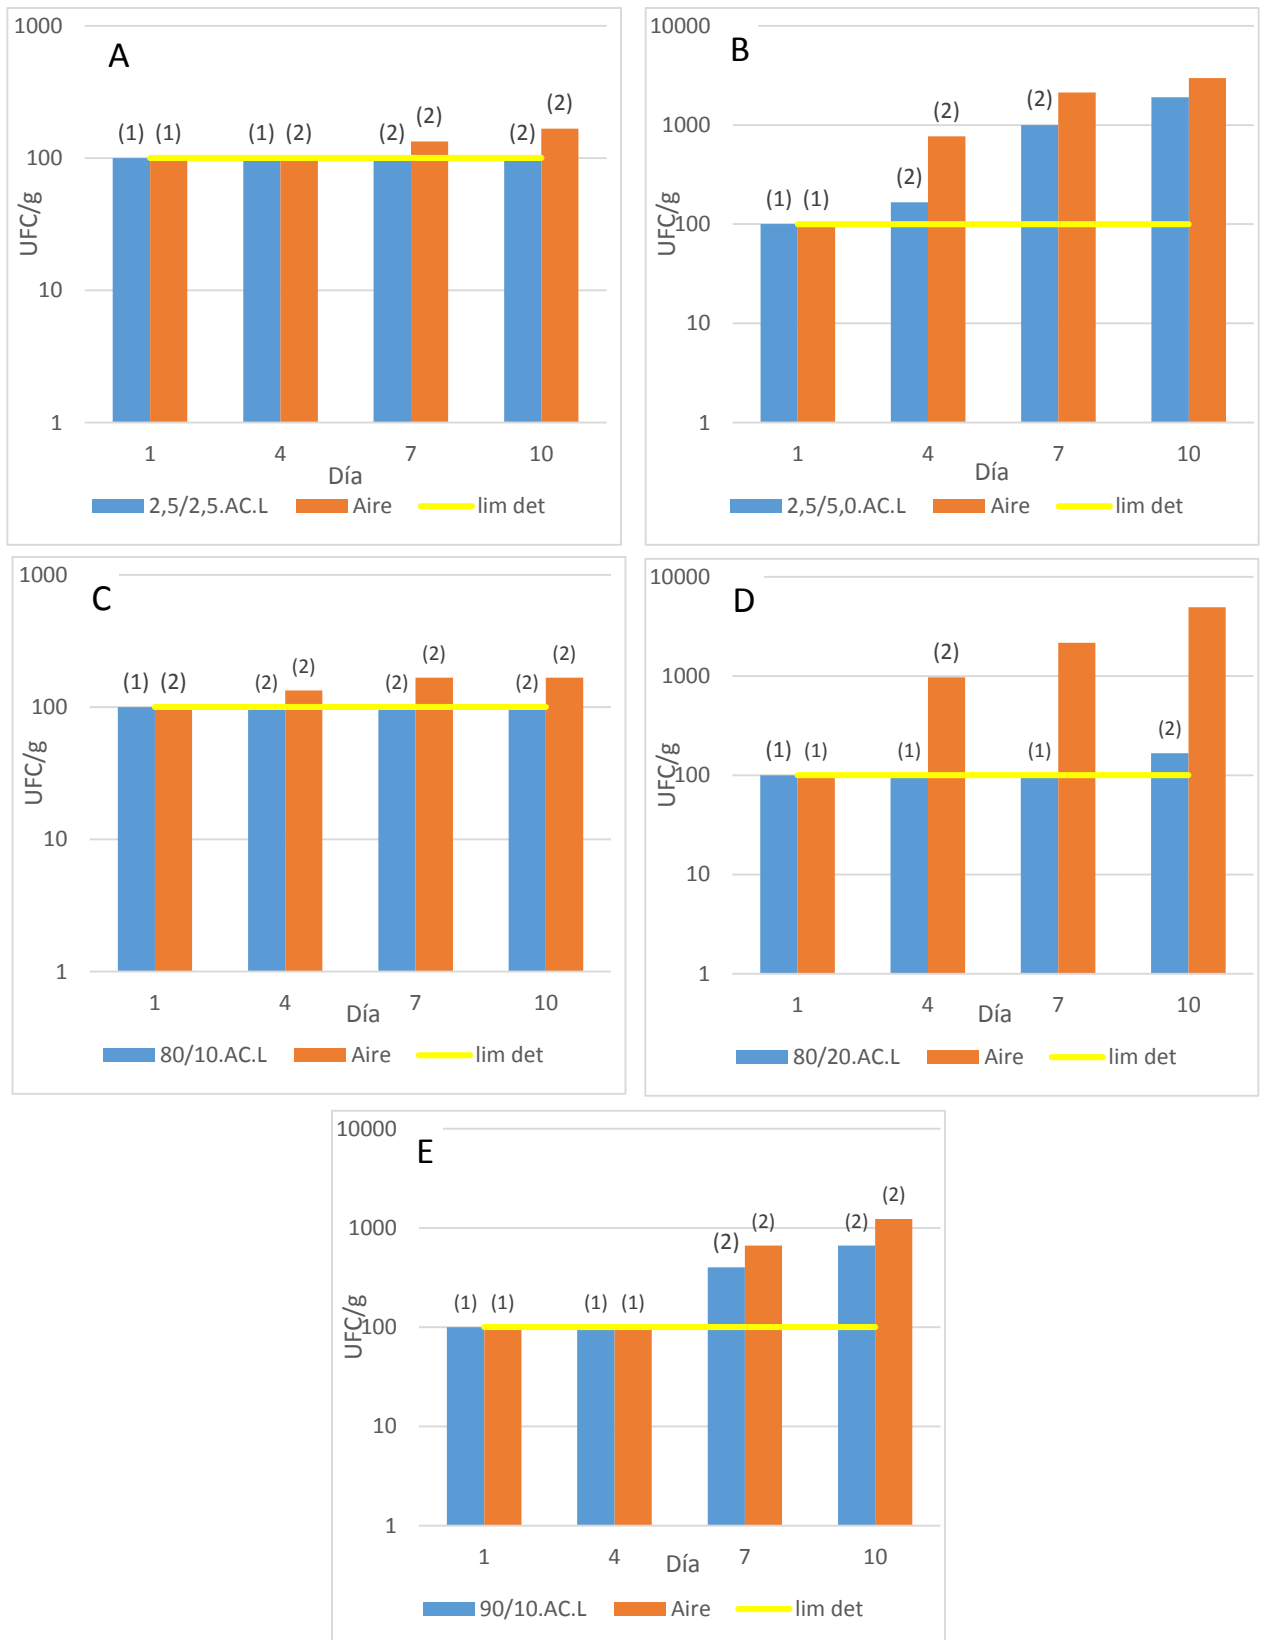 A
1000
100
10
1
UFC/g
(1) (1) (1) (2) (2) (2) (2) (2)
1 4 7 10
Día
2,5/2,5.AC.L Aire lim det
B
10000
1000
100
10
1
UFC/g
(1) (1) (2) (2) (2)
1 4 7 10
Día
2,5/5,0.AC.L Aire lim det
C
1000
100
10
1
UFC/g
(1) (2) (2) (2) (2) (2) (2) (2)
1 4 7 10
Día
80/10.AC.L Aire lim det
D
10000
1000
100
10
1
UFC/g
(1) (1) (1) (2) (1) (2)
1 4 7 10
Día
80/20.AC.L Aire lim det
E
10000
1000
100
10
1
UFC/g
(1) (1) (1) (1) (2) (2) (2) (2)
1 4 7 10
Día
90/10.AC.L Aire lim det